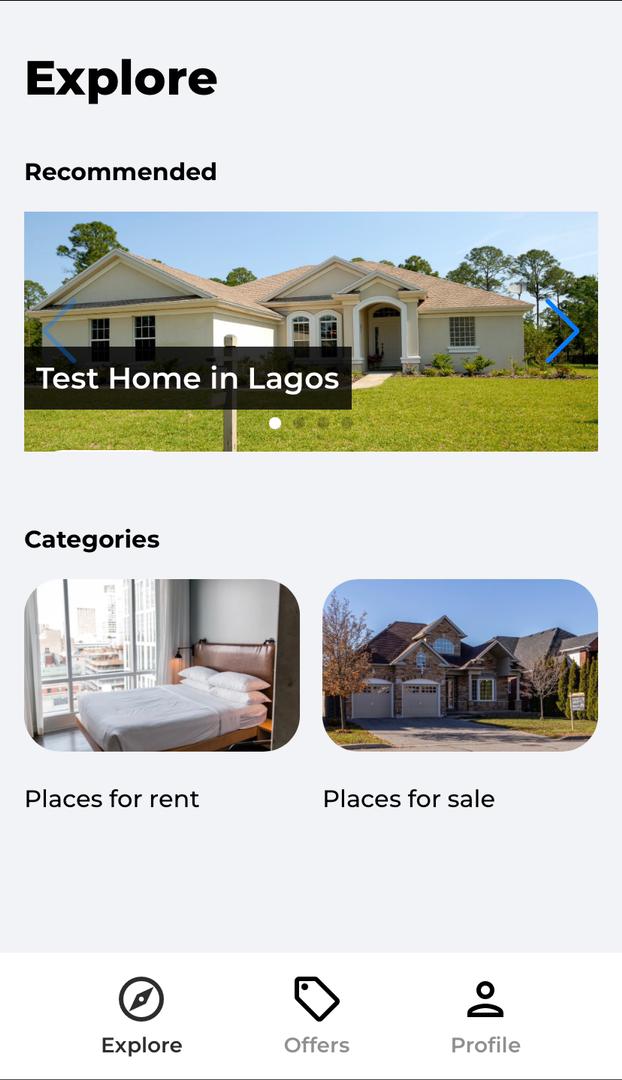 Explore
Recommended
Test Home in Lagos
Categories
Places for rent
Places for sale
Explore
Offers
Profile